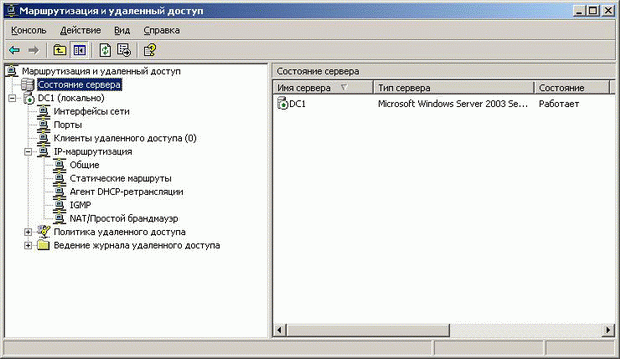 Маршрутизация и удаленный доступ
Консоль Действие Вид Справка
Маршрутизация и удаленный доступ
Состояние сервера
DC1 (локально)
Интерфейсы сети
Порты
Клиенты удаленного доступа (0)
IP-маршрутизация
Общие
Статические маршруты
Агент DHCP-ретрансляции
IGMP
NAT/Простой брандмауэр
Политика удаленного доступа
Ведение журнала удаленного доступа
Состояние сервера
Имя сервера Тип сервера Состояние
DC1 Microsoft Windows Server 2003 Se... Работает